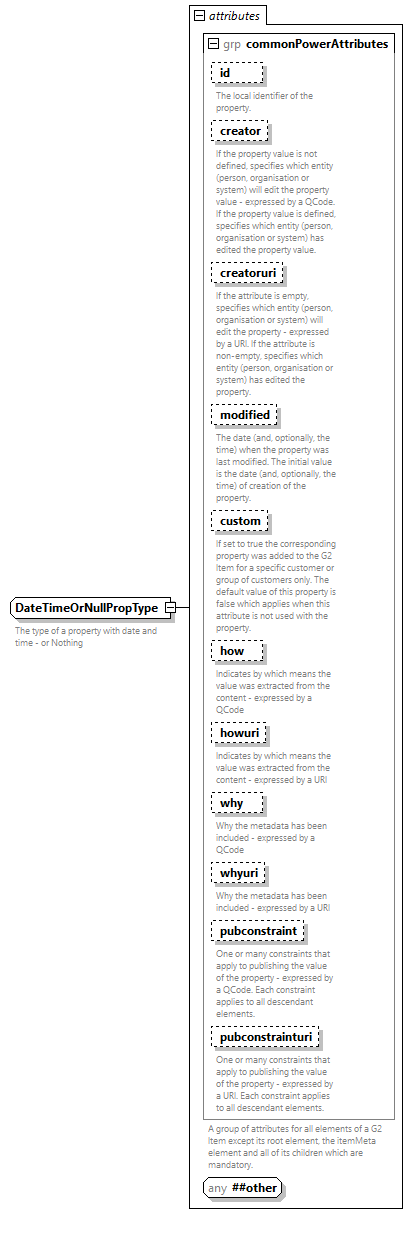 attributes
grp commonPowerAttributes
id
The local identifier of the
property.
creator
If the property value is not
defined, specifies which entity
(person, organisation or
system) will edit the property
value - expressed by a QCode.
If the property value is defined,
specifies which entity (person,
organisation or system) has
edited the property value.
creatoruri
If the attribute is empty,
specifies which entity (person,
organisation or system) will
edit the property - expressed
by a URI. If the attribute is
non-empty, specifies which
entity (person, organisation or
system) has edited the
property.
modified
The date (and, optionally, the
time) when the property was
last modified. The initial value
is the date (and, optionally, the
time) of creation of the
property.
custom
If set to true the corresponding
property was added to the G2
Item for a specific customer or
group of customers only. The
default value of this property is
false which applies when this
attribute is not used with the
property.
DateTimeOrNullPropType
The type of a property with date and
time - or Nothing
how
Indicates by which means the
value was extracted from the
content - expressed by a
QCode
howuri
Indicates by which means the
value was extracted from the
content - expressed by a URI
why
Why the metadata has been
included - expressed by a
QCode
whyuri
Why the metadata has been
included - expressed by a URI
pubconstraint
One or many constraints that
apply to publishing the value
of the property - expressed by
a QCode. Each constraint
applies to all descendant
elements.
pubconstrainturi
One or many constraints that
apply to publishing the value
of the property - expressed by
a URI. Each constraint applies
to all descendant elements.
A group of attributes for all elements of a G2
Item except its root element, the itemMeta
element and all of its children which are
mandatory.
any ##other